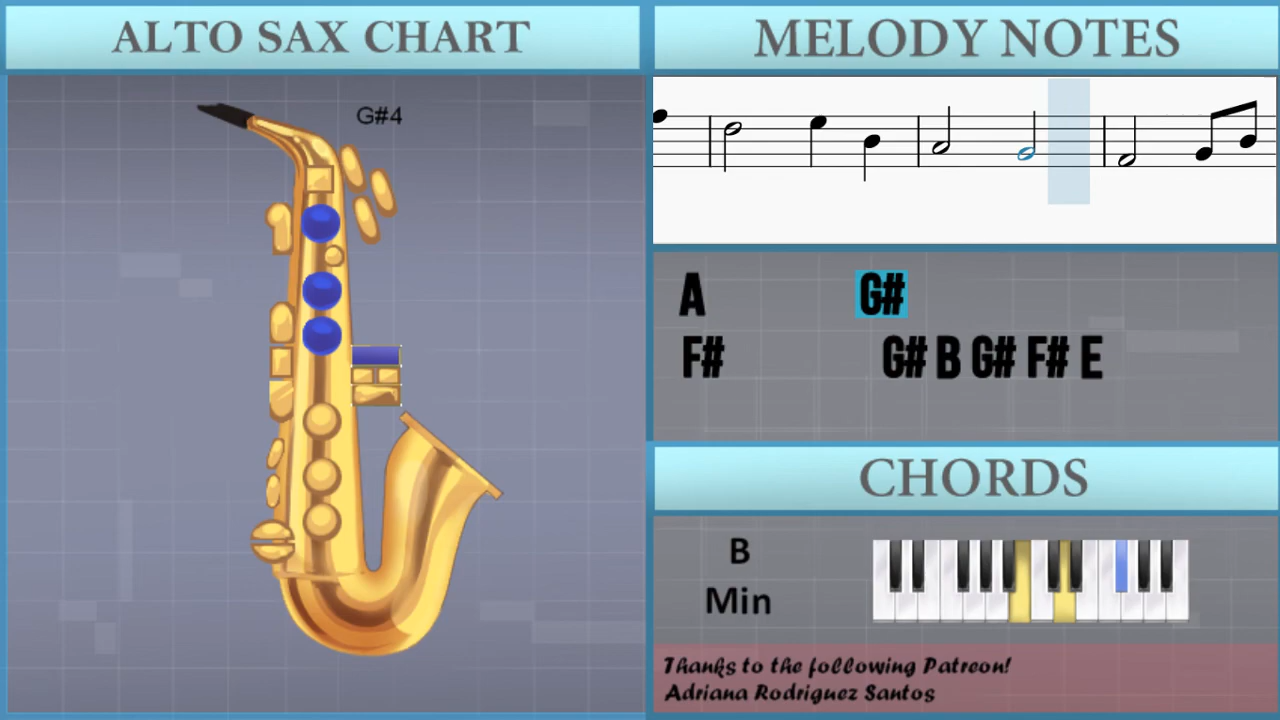 ALTO SAX CHART
G#4
MELODY NOTES
A G#
F# G# B G# F# E
CHORDS
B
Min
Thanks to the following Patreon!
Adriana Rodriguez Santos